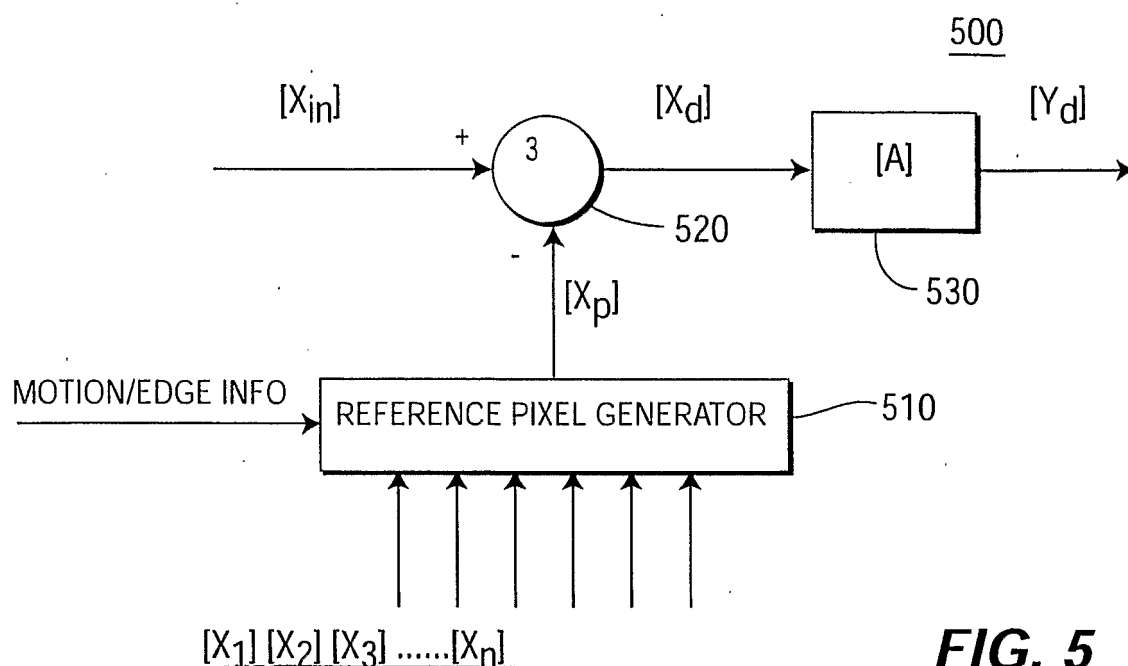 500
[Xin]
[Xd]
[Yd]
+
3
[A]
520
-
530
[Xp]
MOTION/EDGE INFO
REFERENCE PIXEL GENERATOR
510
[X1] [X2] [X3] ......[Xn]
FIG. 5